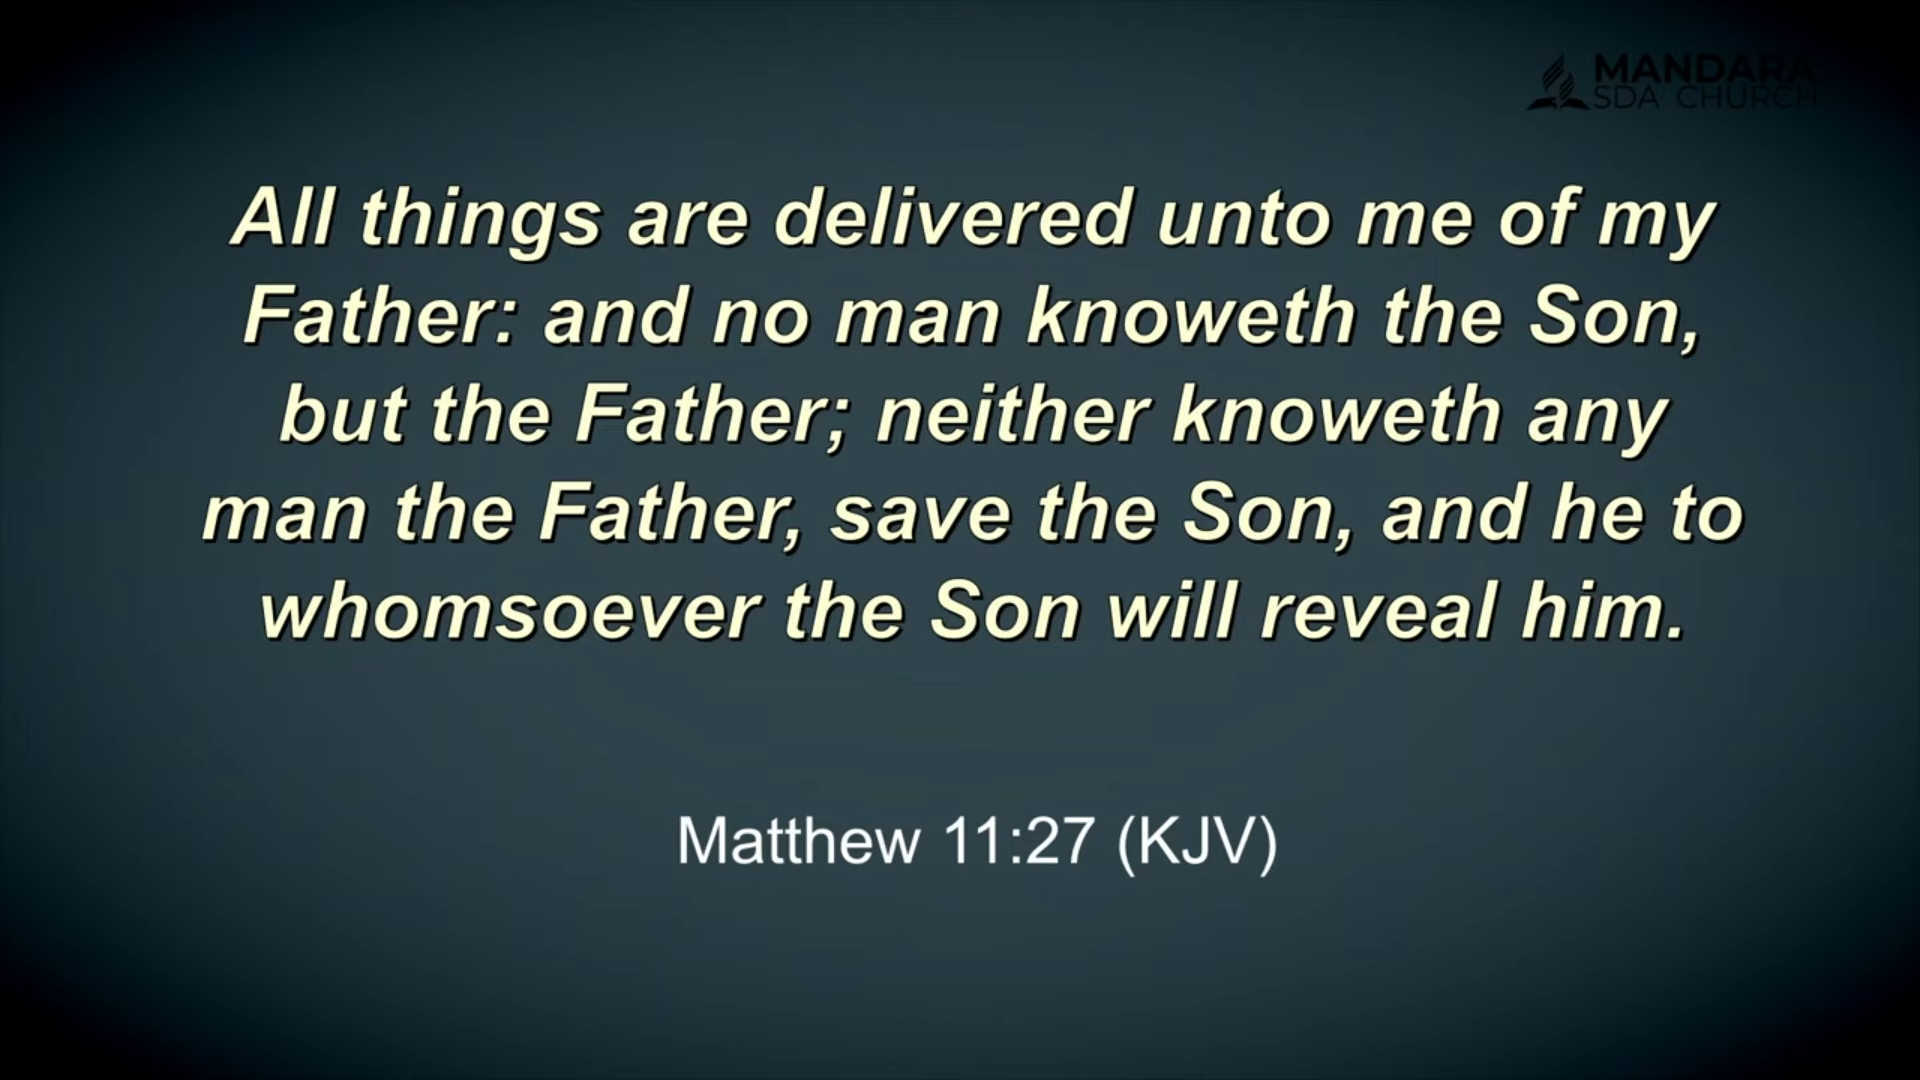 MANDARA
SDA CHURCH
All things are delivered unto me of my
Father: and no man knoweth the Son,
but the Father; neither knoweth any
man the Father, save the Son, and he to
whomsoever the Son will reveal him.
Matthew 11:27 (KJV)